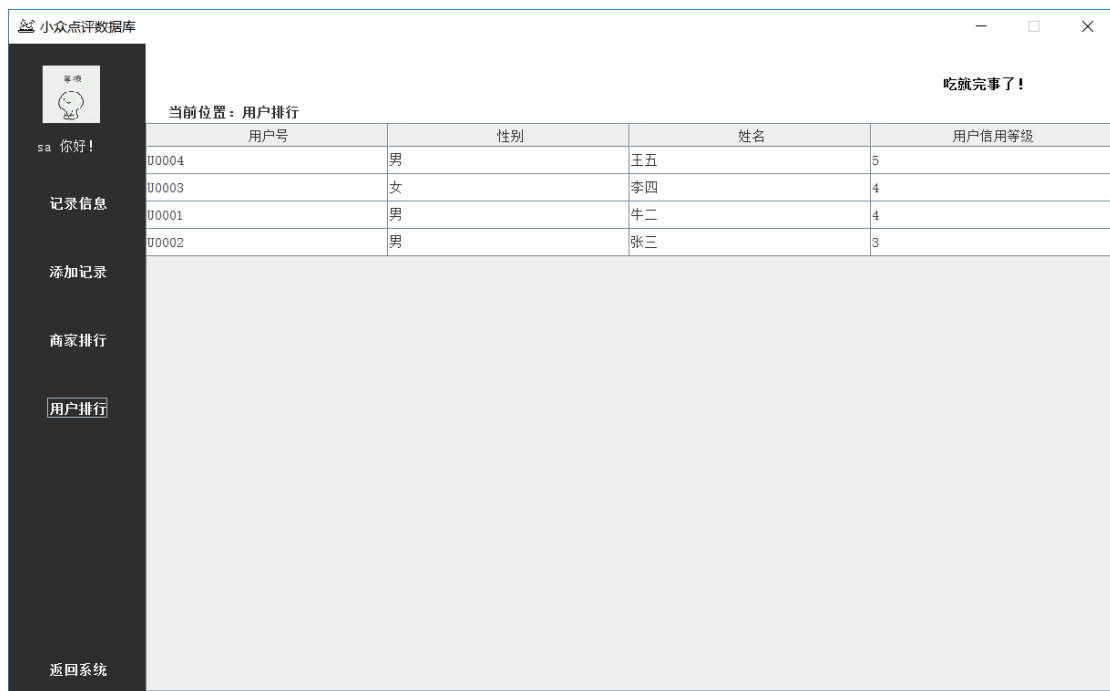 小众点评数据库
等顿
sa 你好!
记录信息
添加记录
商家排行
用户排行
返回系统
吃就完事了!
当前位置：用户排行
用户号 性别 姓名 用户信用等级
U0004 男 王五 5
U0003 女 李四 4
U0001 男 牛二 4
U0002 男 张三 3